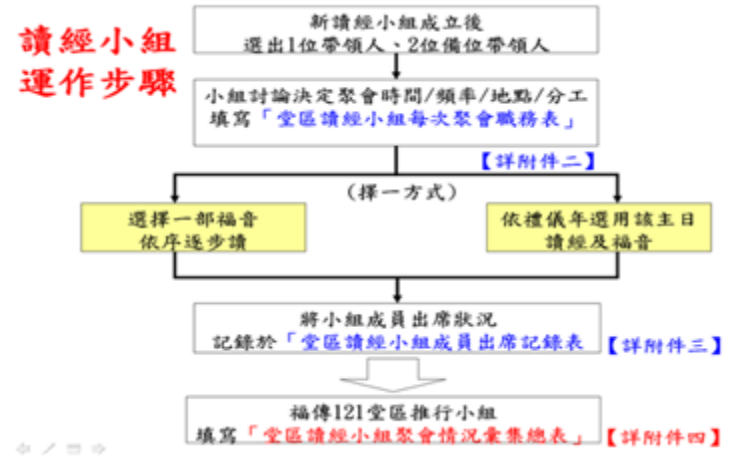 讀經小組
運作步驟
新讀經小組成立後
選出1位帶領人、2位備位帶領人
小組討論決定聚會時間/頻率/地點/分工
填寫「堂區讀經小組每次聚會職務表」
【詳附件二】
(擇一方式)
選擇一部福音
依序逐步讀
依禮儀年選用該主日
讀經及福音
將小組成員出席狀況
記錄於「堂區讀經小組成員出席記錄表
【詳附件三】
福傳121堂區推行小組
填寫「堂區讀經小組聚會情況彙集總表」
【詳附件四】